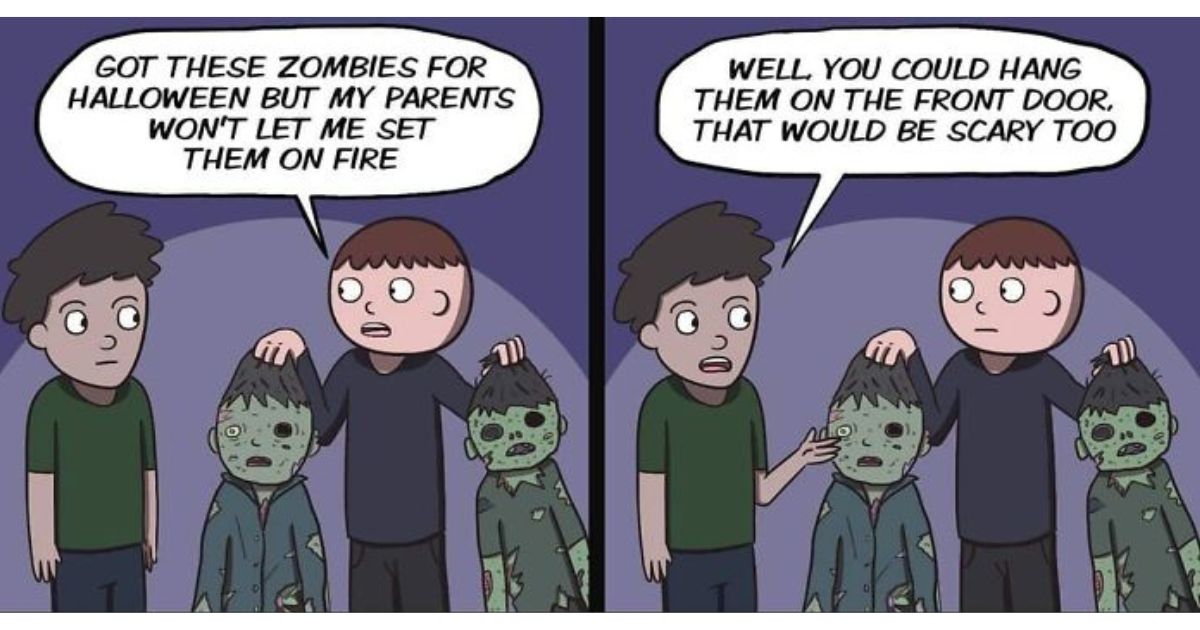 GOT THESE ZOMBIES FOR
HALLOWEEN BUT MY PARENTS
WON'T LET ME SET
THEM ON FIRE
WELL, YOU COULD HANG
THEM ON THE FRONT DOOR,
THAT WOULD BE SCARY TOO